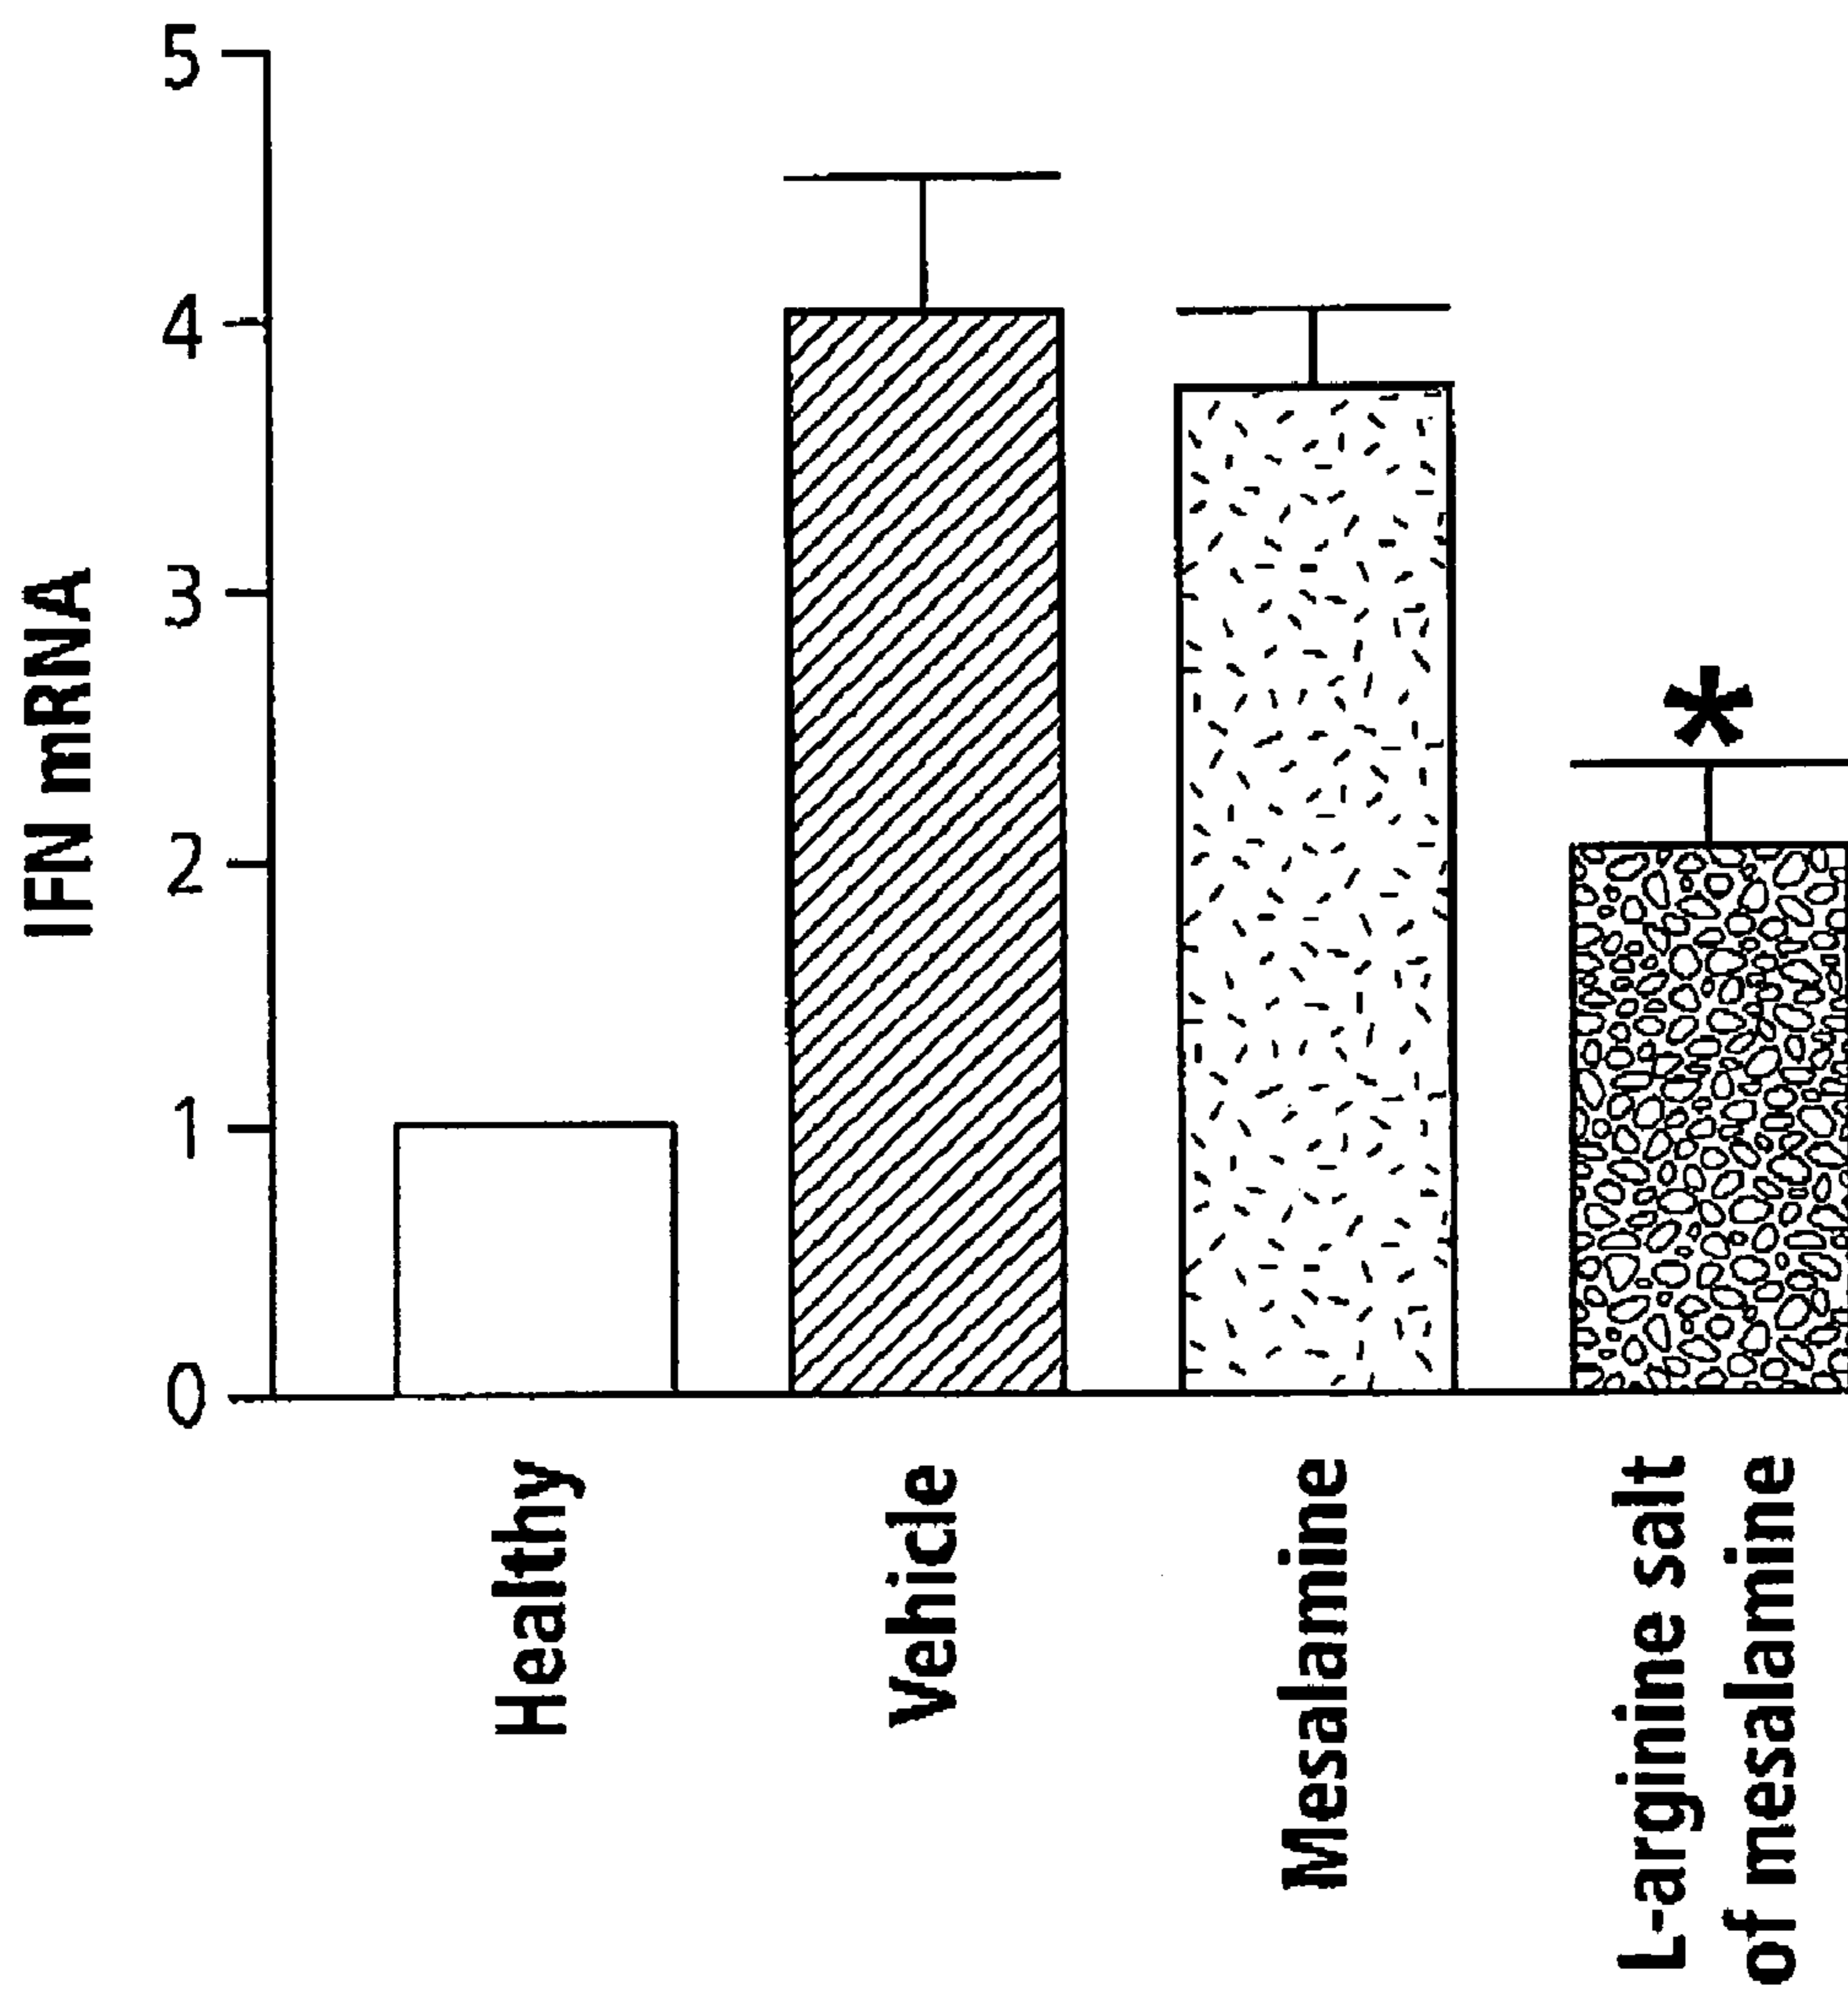 IFN mRNA
5
4
3
2
1
0
*
Healthy
Vehicle
Mesalamine
L-arginine salt
of mesalamine